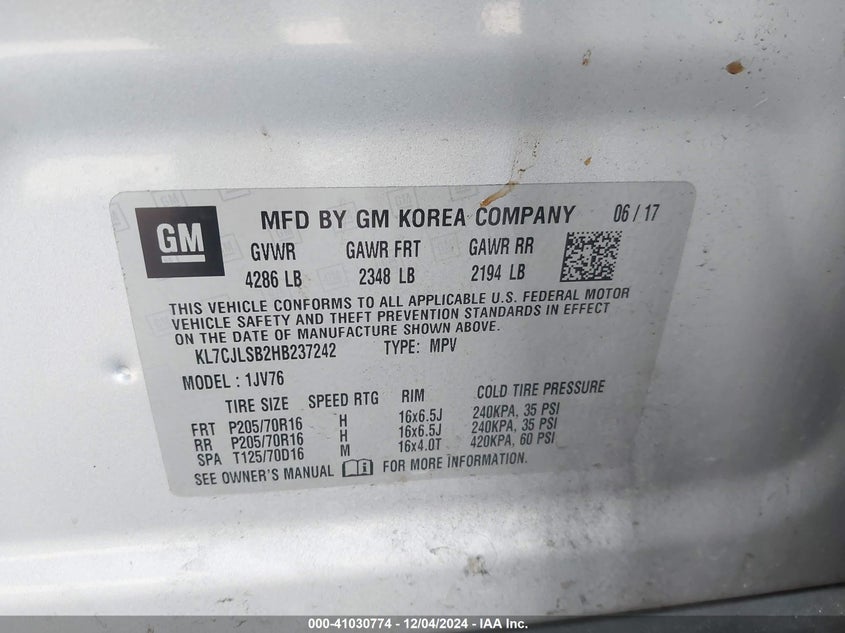 GM
MFD BY GM KOREA COMPANY 06 / 17
GVWR GAWR FRT GAWR RR
4286 LB 2348 LB 2194 LB
THIS VEHICLE CONFORMS TO ALL APPLICABLE U.S. FEDERAL MOTOR
VEHICLE SAFETY AND THEFT PREVENTION STANDARDS IN EFFECT
ON THE DATE OF MANUFACTURE SHOWN ABOVE.
KL7CJLSB2HB237242 TYPE: MPV
MODEL : 1JV76
TIRE SIZE SPEED RTG RIM COLD TIRE PRESSURE
FRT P205/70R16 H 16x6.5J 240KPA, 35 PSI
RR P205/70R16 H 16x6.5J 240KPA, 35 PSI
SPA T125/70D16 M 16x4.0T 420KPA, 60 PSI
SEE OWNER'S MANUAL FOR MORE INFORMATION.
000-41030774 - 12/04/2024 - IAA Inc.